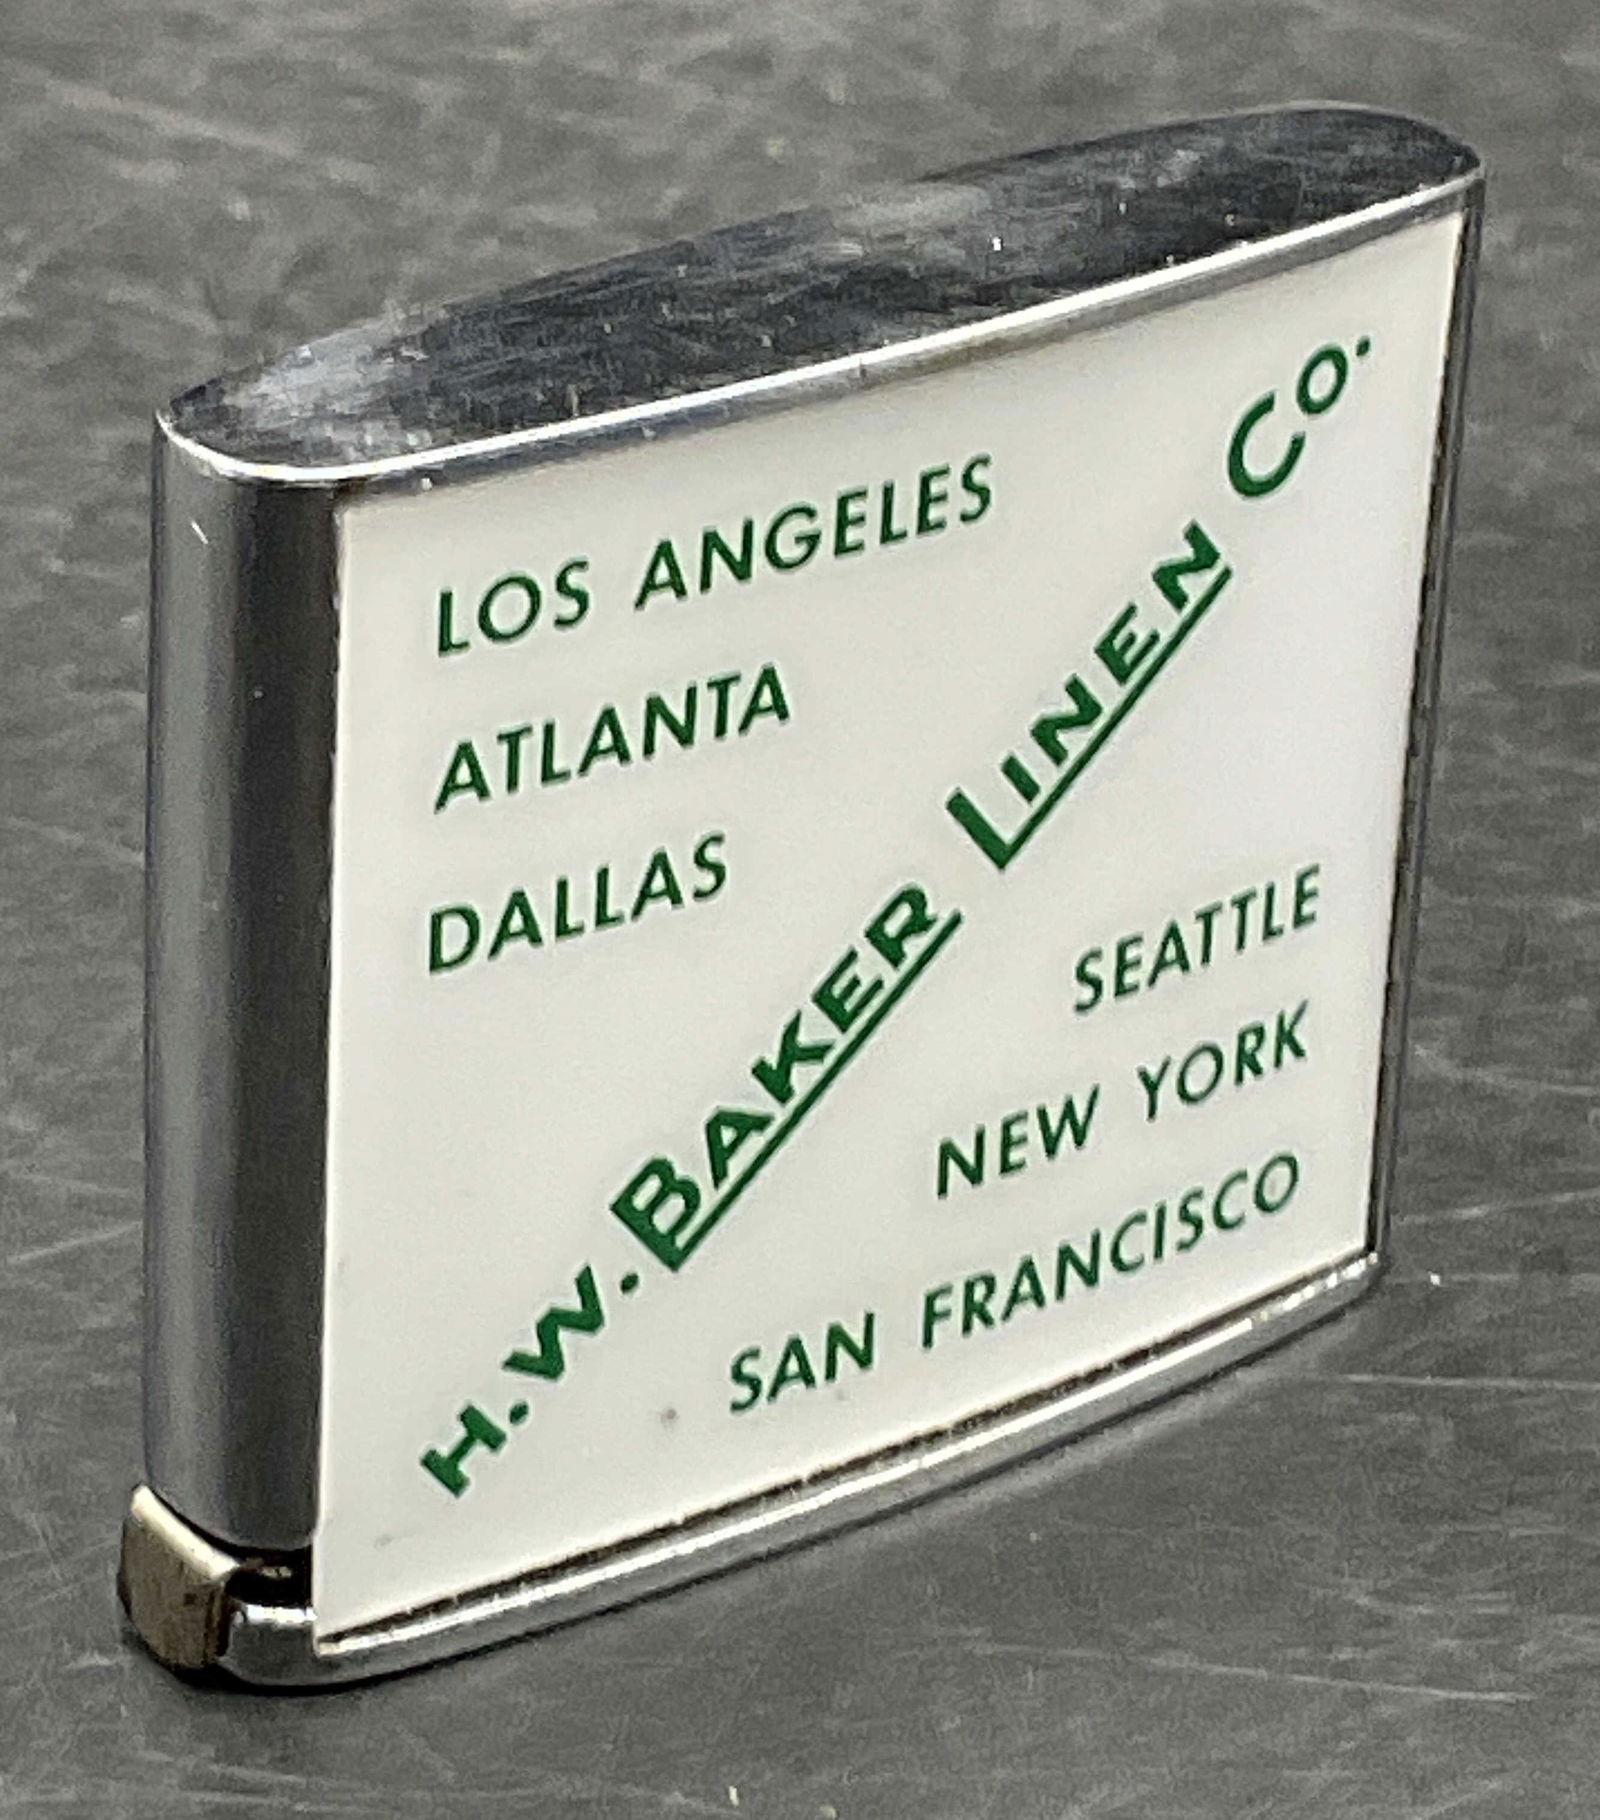 LOS ANGELES
ATLANTA
DALLAS
H.W. BAKER LINEN CO.
SEATTLE
NEW YORK
SAN FRANCISCO